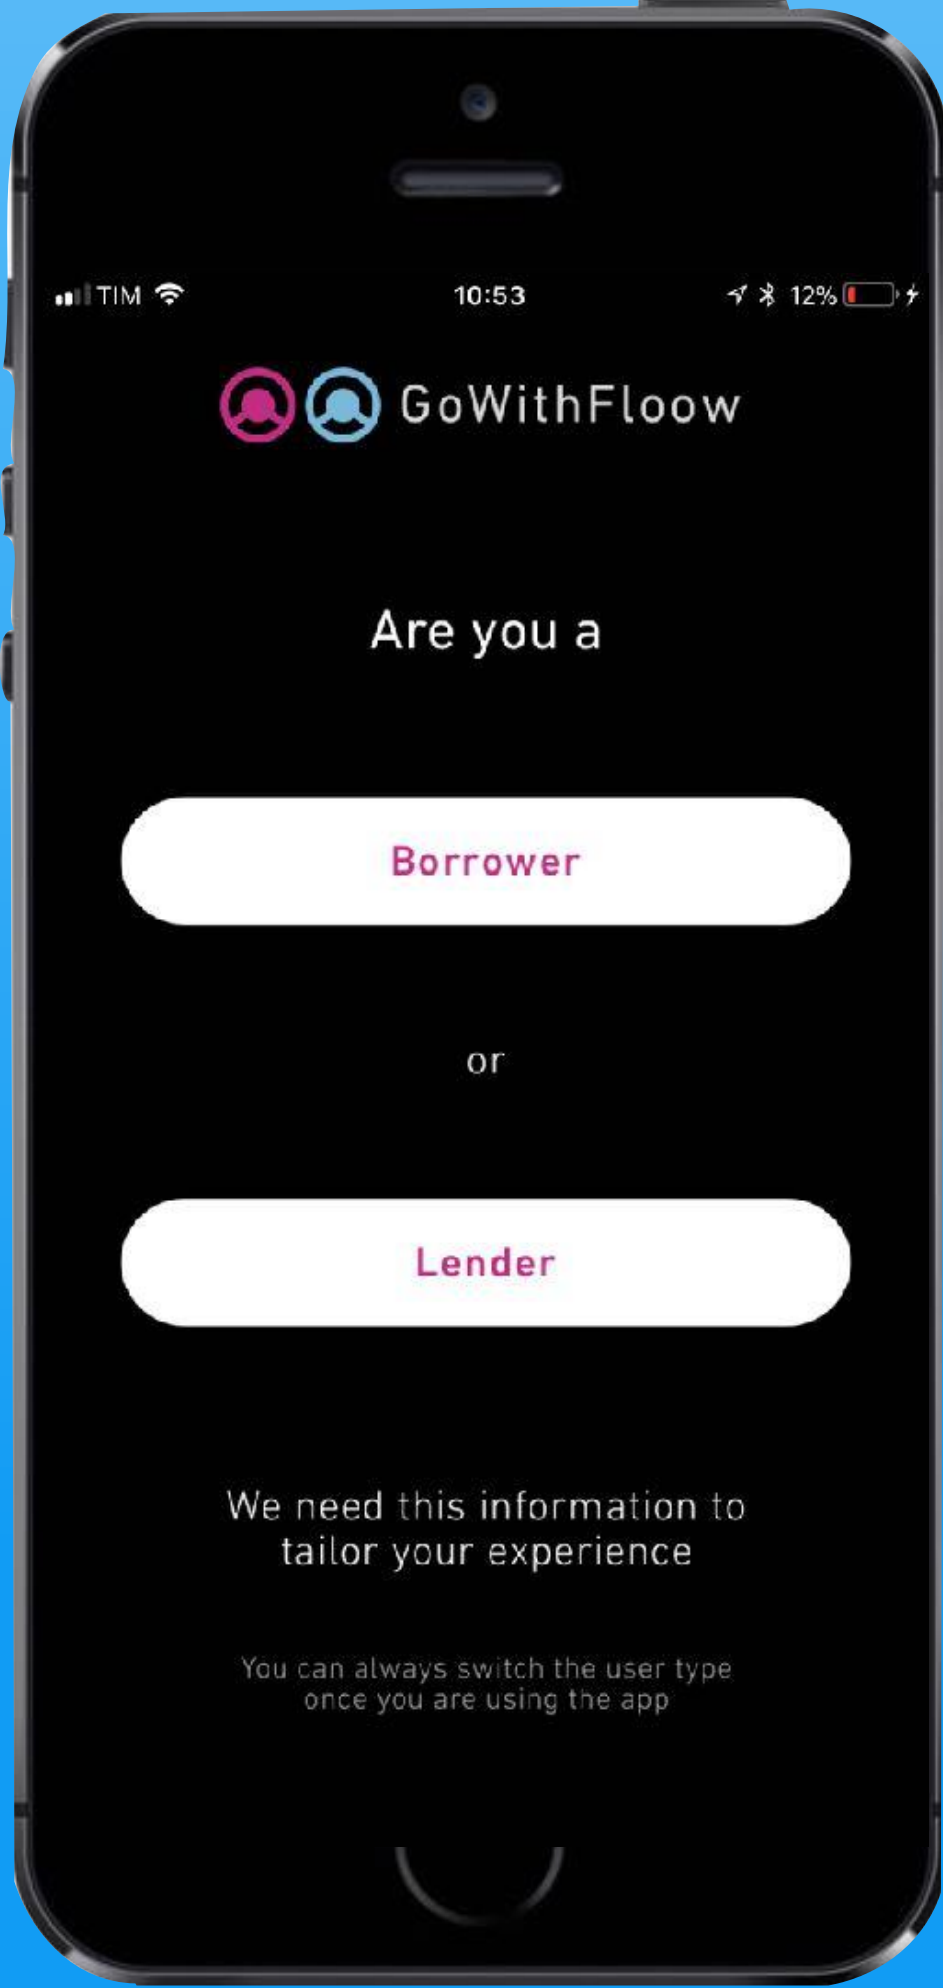 TIM
10:53
12%
GoWithFloow
Are you a
Borrower
or
Lender
We need this information to
tailor your experience
You can always switch the user type
once you are using the app